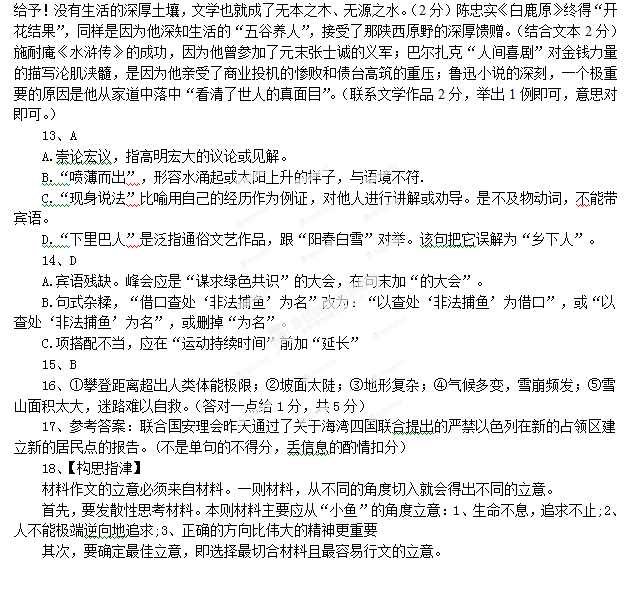 给予！没有生活的深厚土壤，文学也就成了无本之木、无源之水。（2 分）陈忠实《白鹿原》终得“开
花结果”，同样是因为他深知生活的“五谷养人”，接受了那陕西原野的深厚馈赠。（结合文本 2 分）
施耐庵《水浒传》的成功，因为他曾参加了元末张士诚的义军；巴尔扎克“人间喜剧”对金钱力量
的描写沦肌浃髓，是因为他亲受了商业投机的惨败和债台高筑的重压；鲁迅小说的深刻，一个极重
要的原因是他从家道中落中“看清了世人的真面目”。（联系文学作品 2 分，举出 1 例即可，意思对
即可。）
13、A
A.崇论宏议，指高明宏大的议论或见解。
B.“喷薄而出”，形容水涌起或太阳上升的样子，与语境不符.
C.“现身说法”比喻用自己的经历作为例证，对他人进行讲解或劝导。是不及物动词，不能带
宾语。
D.“下里巴人”是泛指通俗文艺作品，跟“阳春白雪”对举。该句把它误解为“乡下人”。
14、D
A.宾语残缺。峰会应是“谋求绿色共识”的大会，在句末加“的大会”。
B.句式杂糅，“借口查处‘非法捕鱼’为名”改为：“以查处‘非法捕鱼’为借口”，或“以
查处‘非法捕鱼’为名”，或删掉“为名”。
C.项搭配不当，应在“运动持续时间”前加“延长”
15、B
16、①攀登距离超出人类体能极限；②坡面太陡；③地形复杂；④气候多变，雪崩频发；⑤雪
山面积太大，迷路难以自救。（答对一点给 1 分，共 5 分）
17、参考答案：联合国安理会昨天通过了关于海湾四国联合提出的严禁以色列在新的占领区建
立新的居民点的报告。（不是单句的不得分，丢信息的酌情扣分）
18、【构思指津】
材料作文的立意必须来自材料。一则材料，从不同的角度切入就会得出不同的立意。
首先，要发散性思考材料。本则材料主要应从“小鱼”的角度立意：1、生命不息，追求不止;2、
人不能极端逆向地追求;3、正确的方向比伟大的精神更重要
其次，要确定最佳立意，即选择最切合材料且最容易行文的立意。